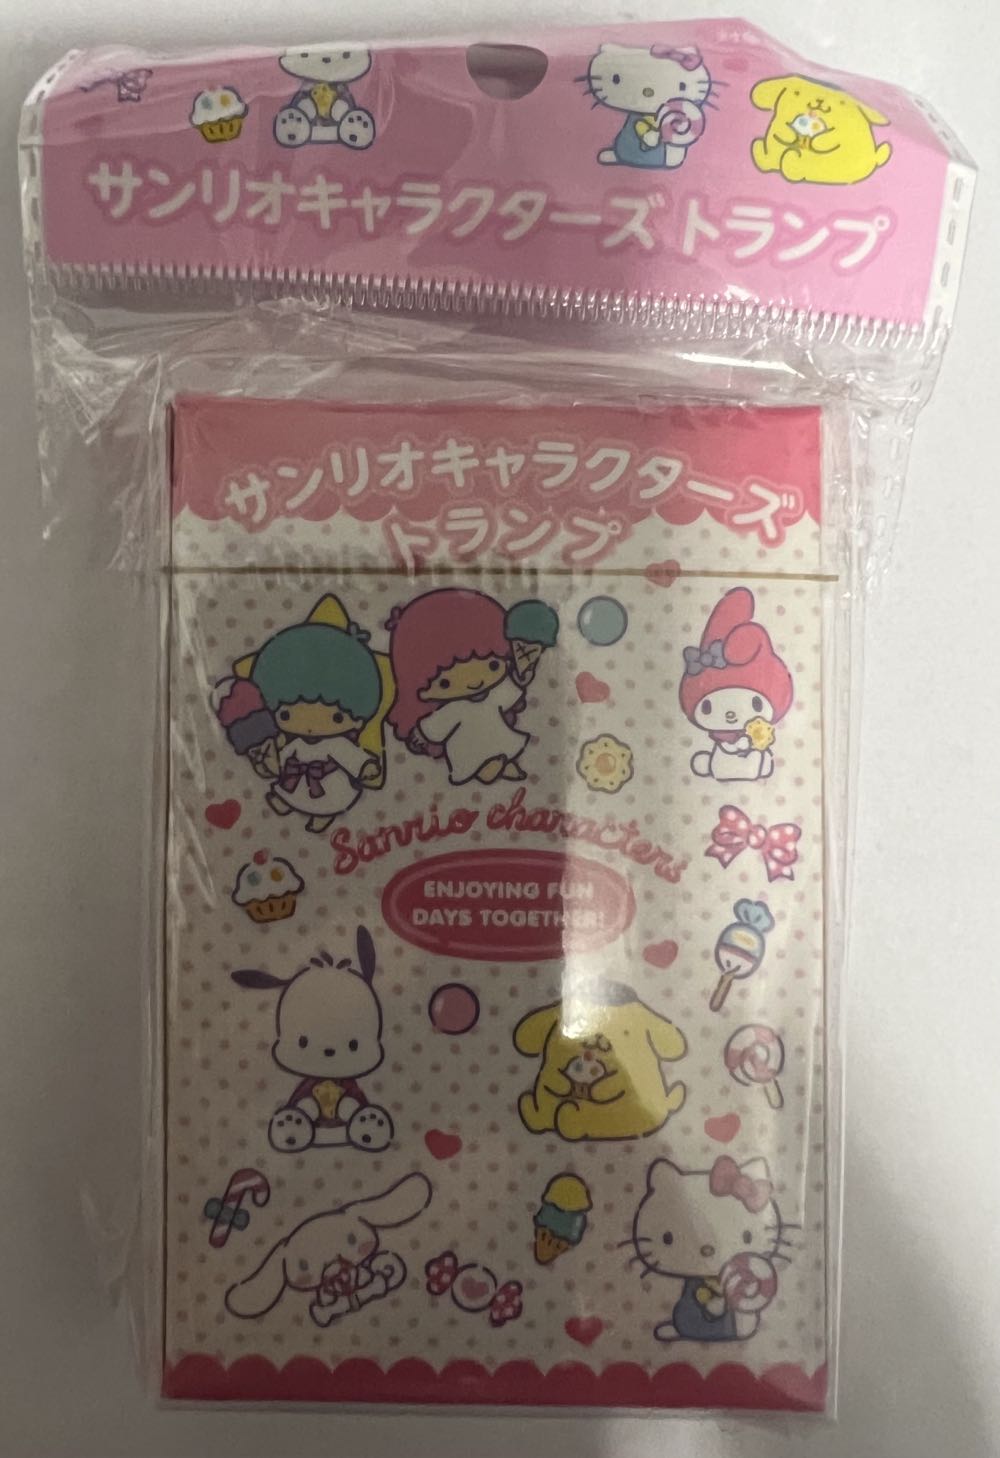 サンリオキャラクターズ トランプ
サンリオキャラクターズ
トランプ
Sanrio characters
ENJOYING FUN
DAYS TOGETHER!